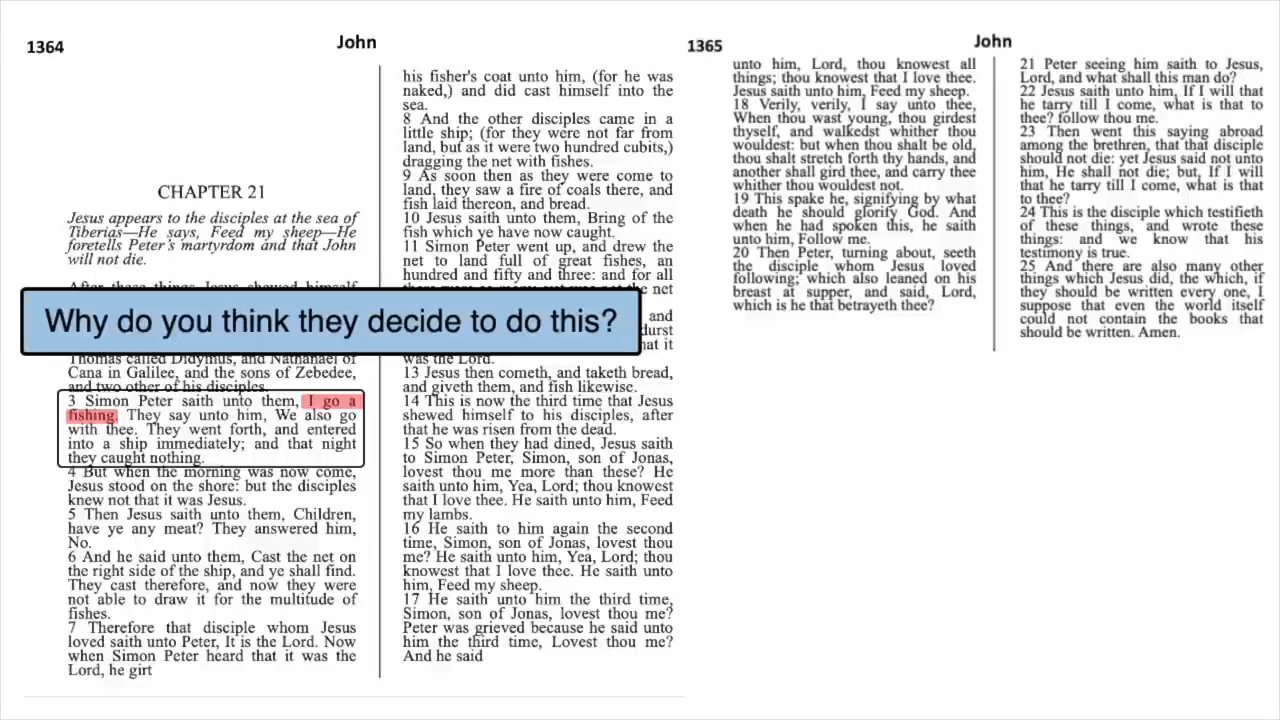 1364
John
CHAPTER 21
Jesus appears to the disciples at the sea of
Tiberias—He says, Feed my sheep—He
foretells Peter's martyrdom and that John
will not die.
After these things Jesus shewed himself
Why do you think they decide to do this?
Thomas called Didymus, and Nathanael of
Cana in Galilee, and the sons of Zebedee,
and two other of his disciples.
3 Simon Peter saith unto them, I go a
fishing. They say unto him, We also go
with thee. They went forth, and entered
into a ship immediately; and that night
they caught nothing.
4 But when the morning was now come,
Jesus stood on the shore: but the disciples
knew not that it was Jesus.
5 Then Jesus saith unto them, Children,
have ye any meat? They answered him,
No.
6 And he said unto them, Cast the net on
the right side of the ship, and ye shall find.
They cast therefore, and now they were
not able to draw it for the multitude of
fishes.
7 Therefore that disciple whom Jesus
loved saith unto Peter, It is the Lord. Now
when Simon Peter heard that it was the
Lord, he girt
his fisher's coat unto him, (for he was
naked,) and did cast himself into the
sea.
8 And the other disciples came in a
little ship; (for they were not far from
land, but as it were two hundred cubits,)
dragging the net with fishes.
9 As soon then as they were come to
land, they saw a fire of coals there, and
fish laid thereon, and bread.
10 Jesus saith unto them, Bring of the
fish which ye have now caught.
11 Simon Peter went up, and drew the
net to land full of great fishes, an
hundred and fifty and three: and for all
there were so many, yet was not the net
and
durst
that it
was the Lord.
13 Jesus then cometh, and taketh bread,
and giveth them, and fish likewise.
14 This is now the third time that Jesus
shewed himself to his disciples, after
that he was risen from the dead.
15 So when they had dined, Jesus saith
to Simon Peter, Simon, son of Jonas,
lovest thou me more than these? He
saith unto him, Yea, Lord; thou knowest
that I love thee. He saith unto him, Feed
my lambs.
16 He saith to him again the second
time, Simon, son of Jonas, lovest thou
me? He saith unto him, Yea, Lord; thou
knowest that I love thee. He saith unto
him, Feed my sheep.
17 He saith unto him the third time,
Simon, son of Jonas, lovest thou me?
Peter was grieved because he said unto
him the third time, Lovest thou me?
And he said
1365
John
unto him, Lord, thou knowest all
things; thou knowest that I love thee.
Jesus saith unto him, Feed my sheep.
18 Verily, verily, I say unto thee,
When thou wast young, thou girdest
thyself, and walkedst whither thou
wouldest: but when thou shalt be old,
thou shalt stretch forth thy hands, and
another shall gird thee, and carry thee
whither thou wouldest not.
19 This spake he, signifying by what
death he should glorify God. And
when he had spoken this, he saith
unto him, Follow me.
20 Then Peter, turning about, seeth
the disciple whom Jesus loved
following; which also leaned on his
breast at supper, and said, Lord,
which is he that betrayeth thee?
21 Peter seeing him saith to Jesus,
Lord, and what shall this man do?
22 Jesus saith unto him, If I will that
he tarry till I come, what is that to
thee? follow thou me.
23 Then went this saying abroad
among the brethren, that that disciple
should not die: yet Jesus said not unto
him, He shall not die; but, If I will
that he tarry till I come, what is that
to thee?
24 This is the disciple which testifieth
of these things, and wrote these
things: and we know that his
testimony is true.
25 And there are also many other
things which Jesus did, the which, if
they should be written every one, I
suppose that even the world itself
could not contain the books that
should be written. Amen.